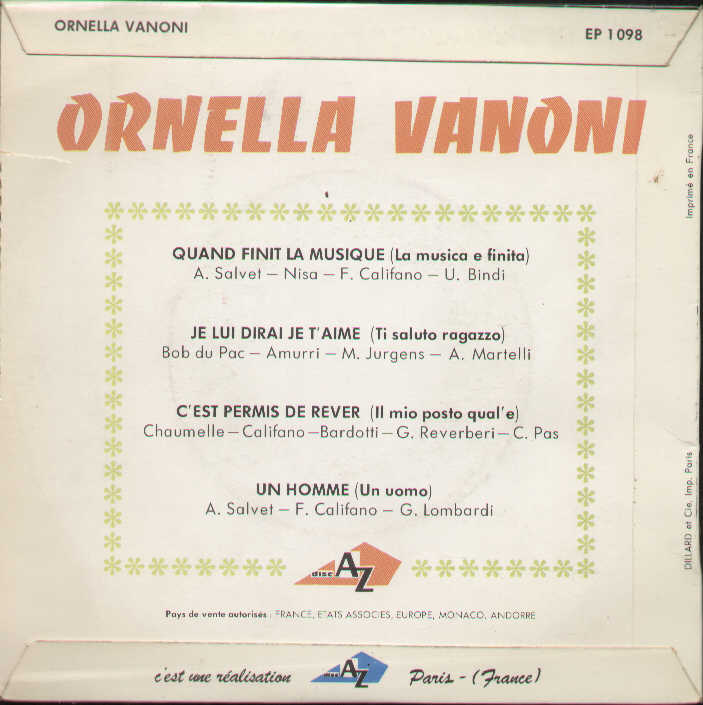 ORNELLA VANONI
EP 1098
ORNELLA VANONI
QUAND FINIT LA MUSIQUE (La musica e finita)
A. Salvet – Nisa – F. Califano – U. Bindi
JE LUI DIRAI JE T'AIME (Ti saluto ragazzo)
Bob du Pac – Amurri – M. Jurgens – A. Martelli
C'EST PERMIS DE REVER (Il mio posto qual'e)
Chaumelle – Califano – Bardotti – G. Reverberi – C. Pas
UN HOMME (Un uomo)
A. Salvet – F. Califano – G. Lombardi
disc AZ
Pays de vente autorisés : FRANCE, ETATS ASSOCIES, EUROPE, MONACO, ANDORRE
c'est une réalisation disc AZ Paris - (France)
Imprimé en France
DILLARD et Cie. Imp. Paris